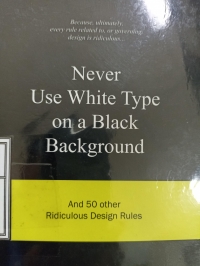 Because, ultimately,
every rule related to, or governing,
design is ridiculous...
Never
Use White Type
on a Black
Background
And 50 other
Ridiculous Design Rules